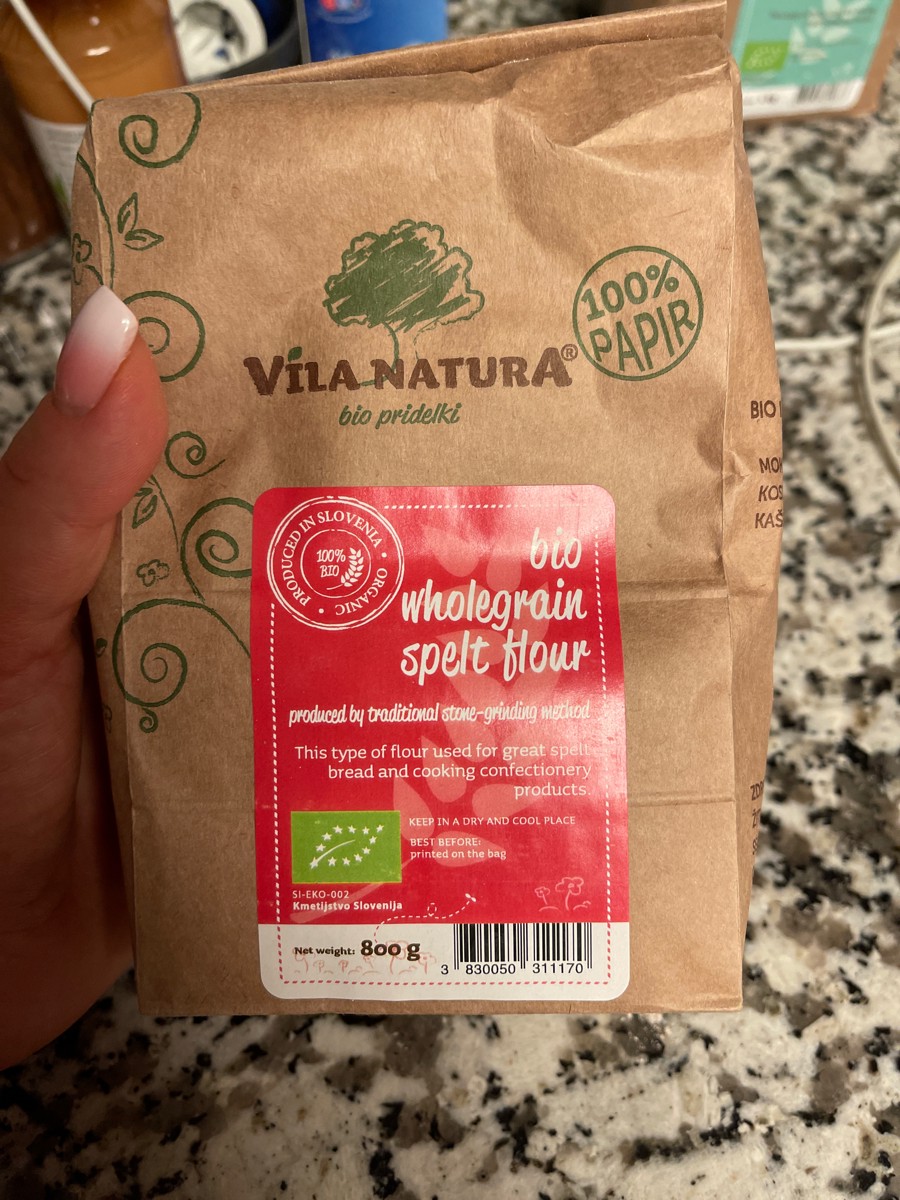 100%
PAPIR
VILA NATURA®
bio pridelki
BIO
PRODUCED IN SLOVENIA • ORGANIC •
100%
BIO
bio
wholegrain
spelt flour
produced by traditional stone-grinding method
This type of flour used for great spelt
bread and cooking confectionery
products.
KEEP IN A DRY AND COOL PLACE
BEST BEFORE:
printed on the bag
SI-EKO-002
Kmetijstvo Slovenija
Net weight: 800 g
3 830050 311170